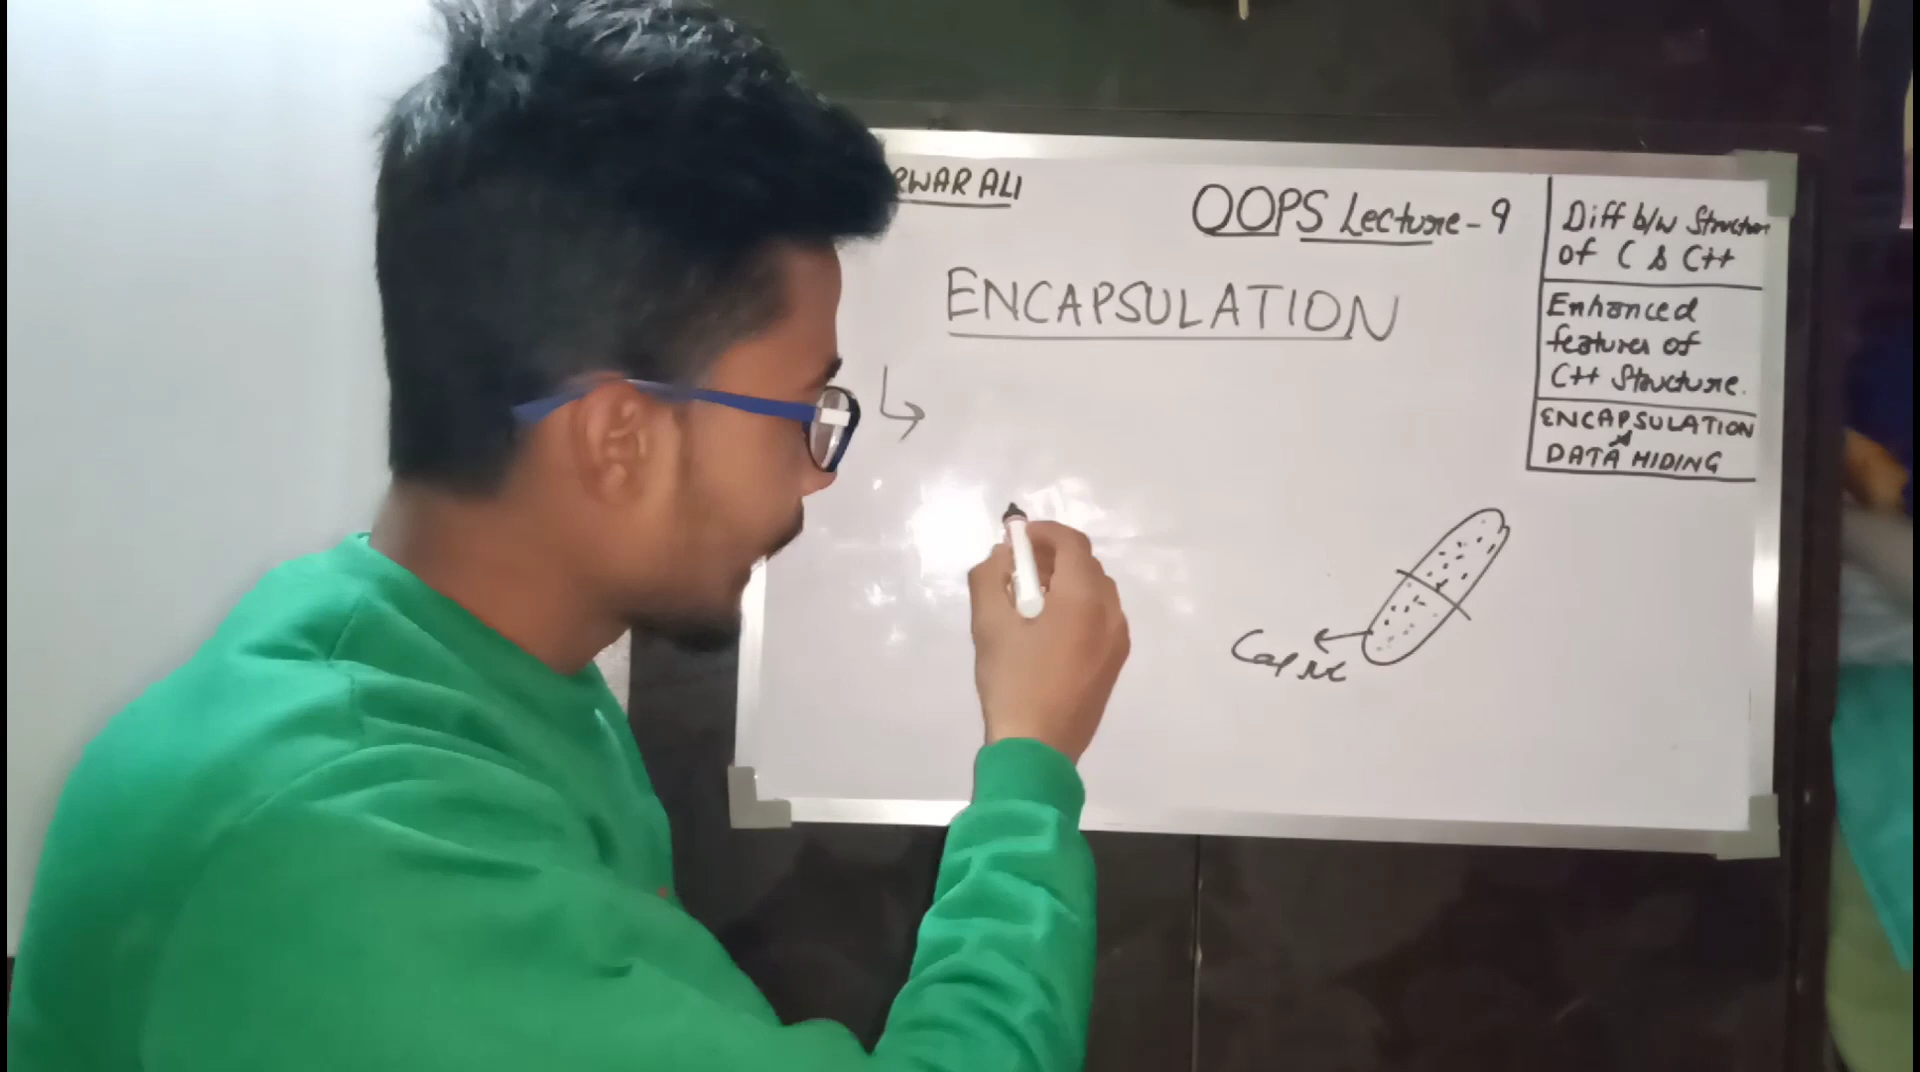 RWAR ALI
OOPS Lecture - 9
ENCAPSULATION
Diff b/w Structure
of C & C++
Enhanced
features of
C++ Structure.
ENCAPSULATION
DATA HIDING